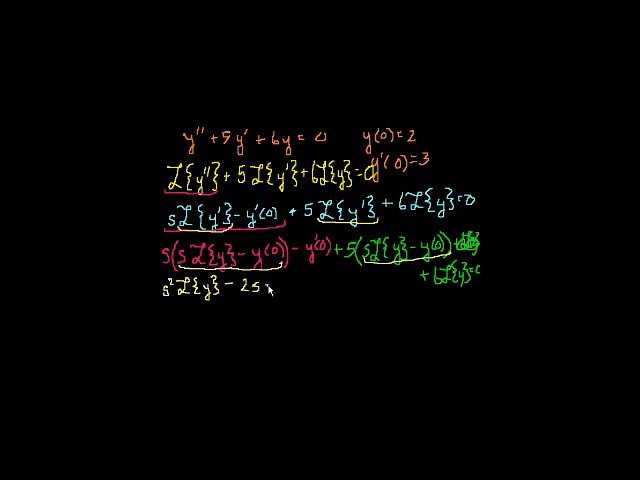 y'' + 5y' + 6y = 0 y(0) = 2
y'(0) = 3
ℒ{y''} + 5ℒ{y'} + 6ℒ{y} = 0
sℒ{y'} - y'(0) + 5ℒ{y'} + 6ℒ{y} = 0
s(sℒ{y} - y(0)) - y'(0) + 5(sℒ{y} - y(0))
+ 6ℒ{y} = 0
s²ℒ{y} - 2s